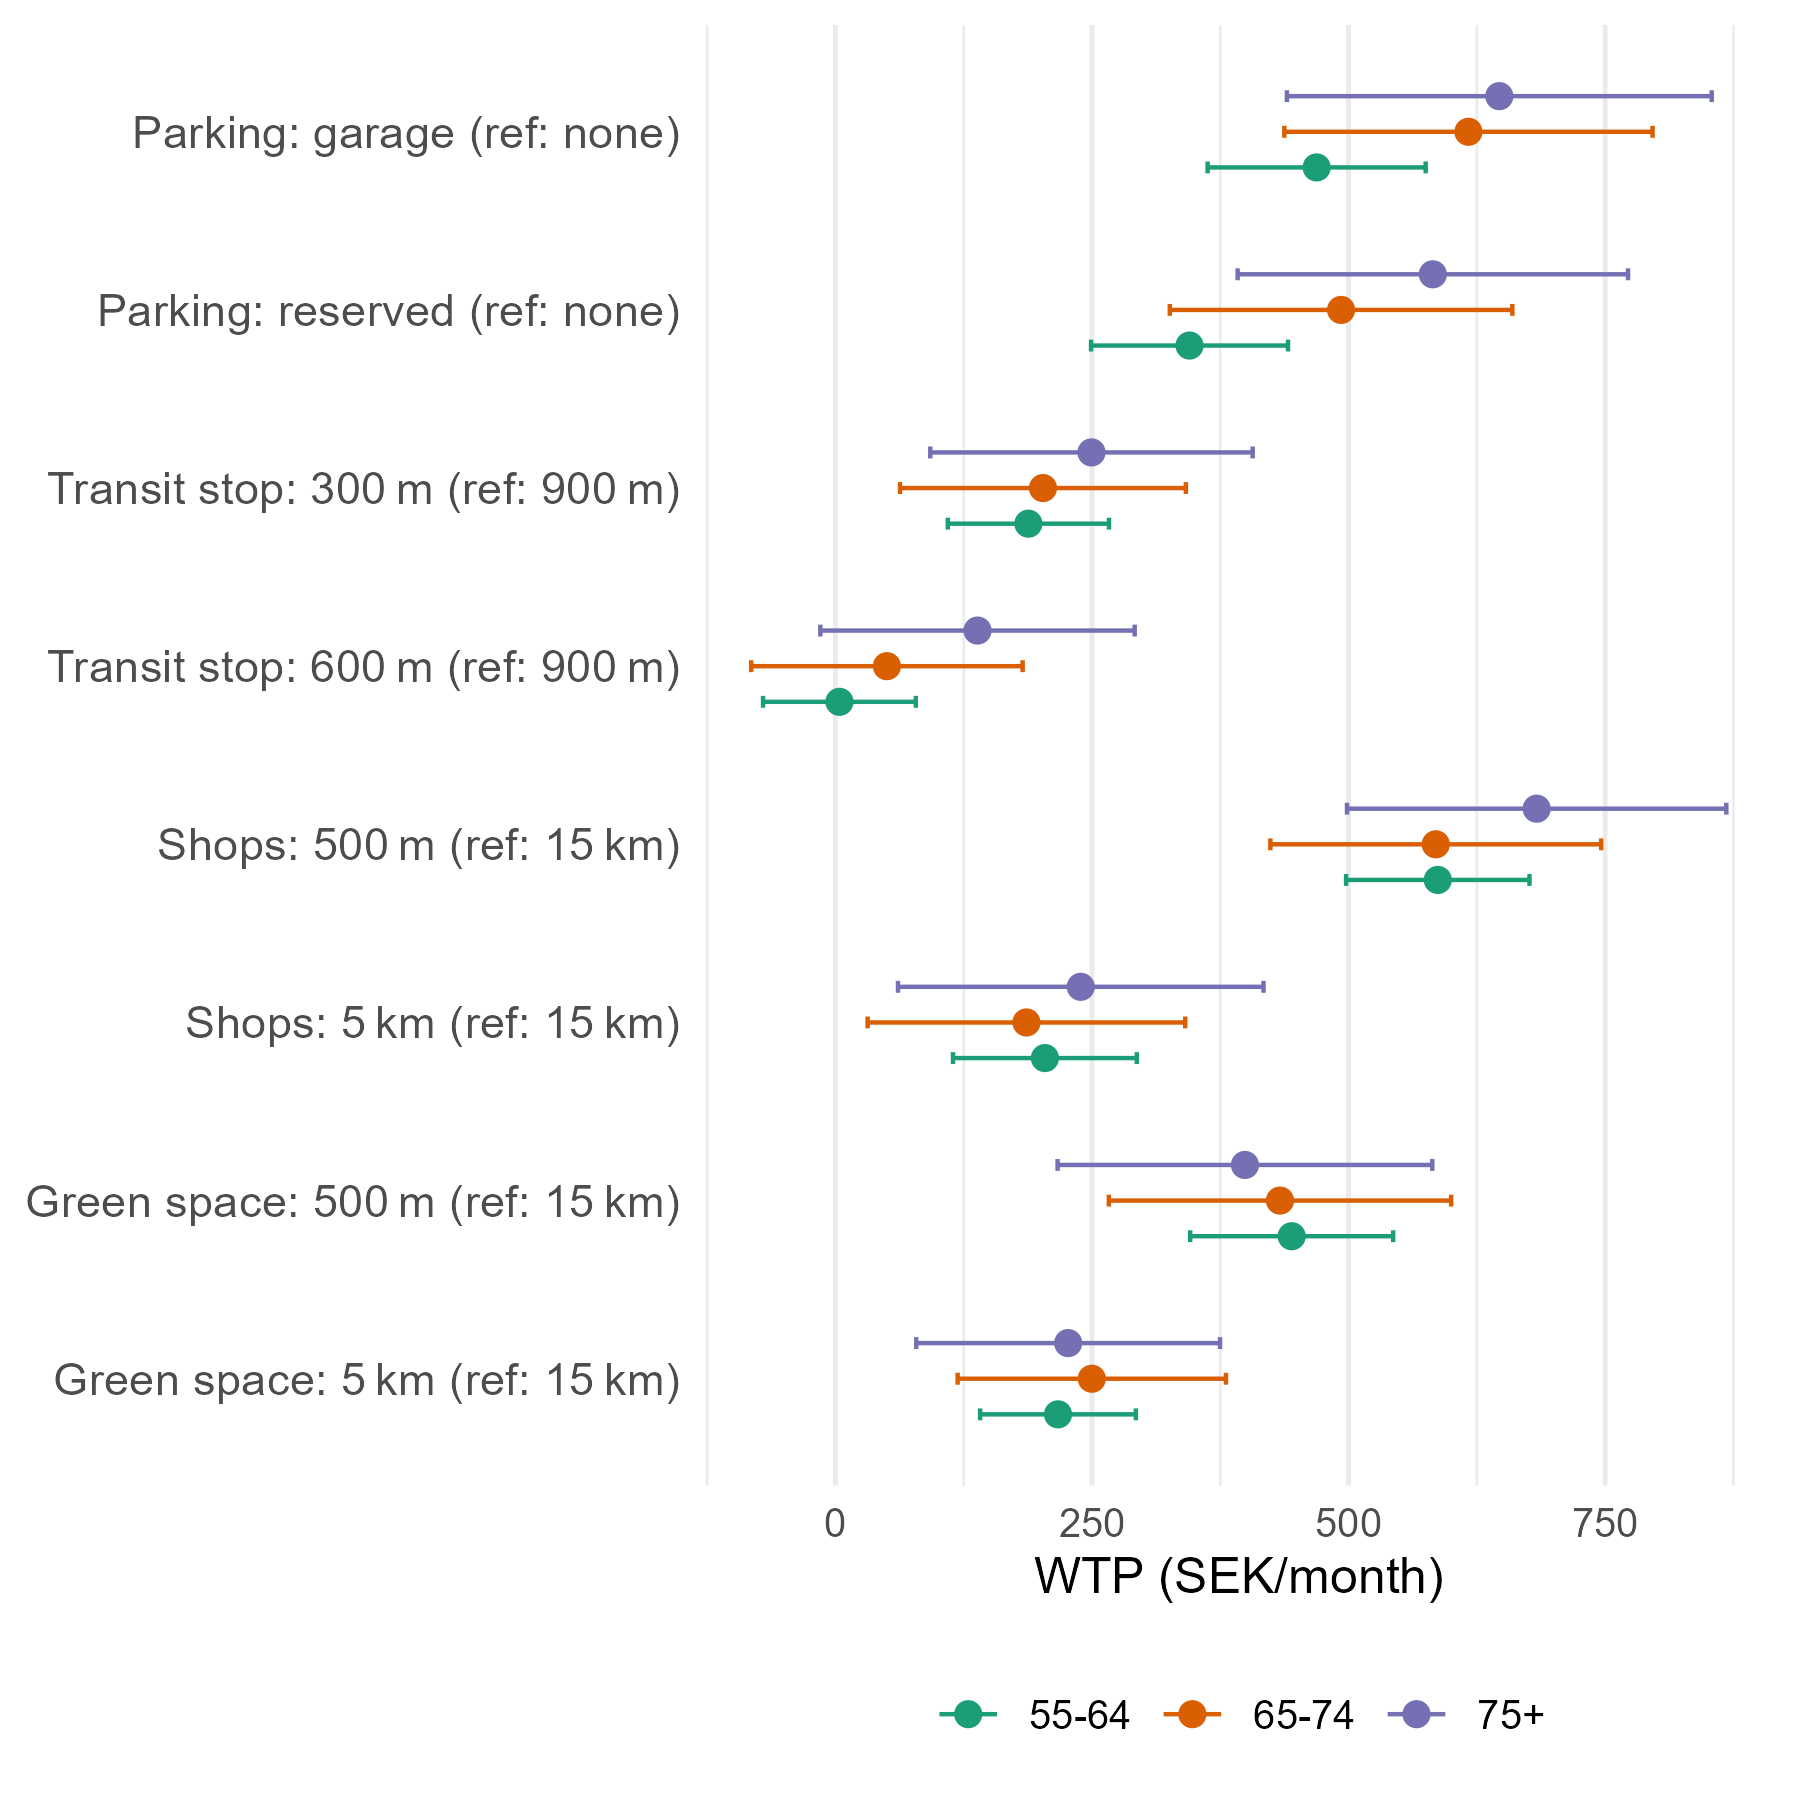 Parking: garage (ref: none)
Parking: reserved (ref: none)
Transit stop: 300 m (ref: 900 m)
Transit stop: 600 m (ref: 900 m)
Shops: 500 m (ref: 15 km)
Shops: 5 km (ref: 15 km)
Green space: 500 m (ref: 15 km)
Green space: 5 km (ref: 15 km)
0 250 500 750
WTP (SEK/month)
55-64 65-74 75+